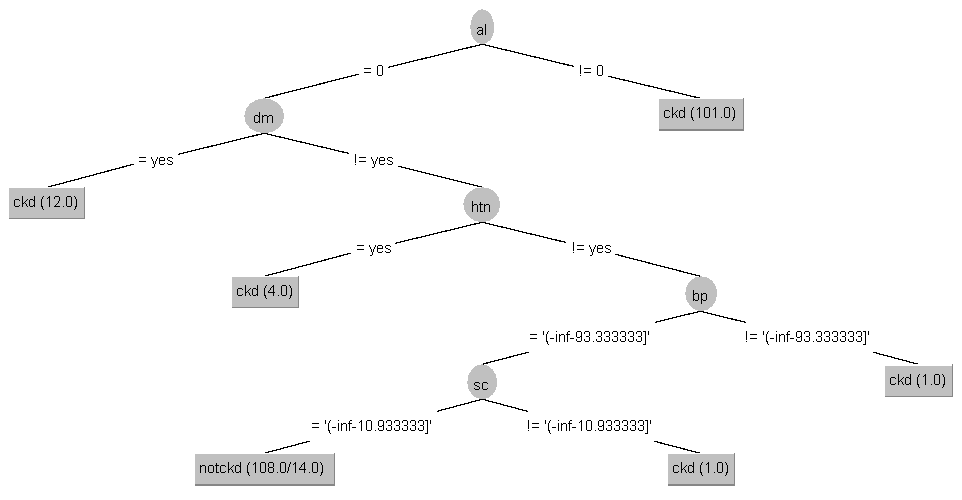 al
= 0
!= 0
dm
ckd (101.0)
= yes
!= yes
ckd (12.0)
htn
= yes
!= yes
ckd (4.0)
bp
= '(-inf-93.333333]'
!= '(-inf-93.333333]'
sc
ckd (1.0)
= '(-inf-10.933333]'
!= '(-inf-10.933333]'
notckd (108.0/14.0)
ckd (1.0)